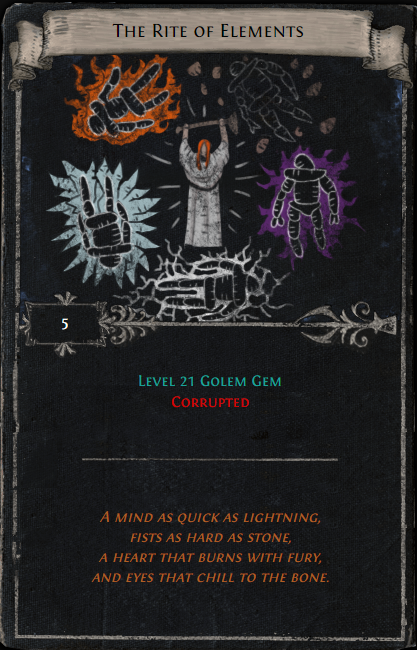 The Rite of Elements
5
Level 21 Golem Gem
Corrupted
A mind as quick as lightning,
fists as hard as stone,
a heart that burns with fury,
and eyes that chill to the bone.